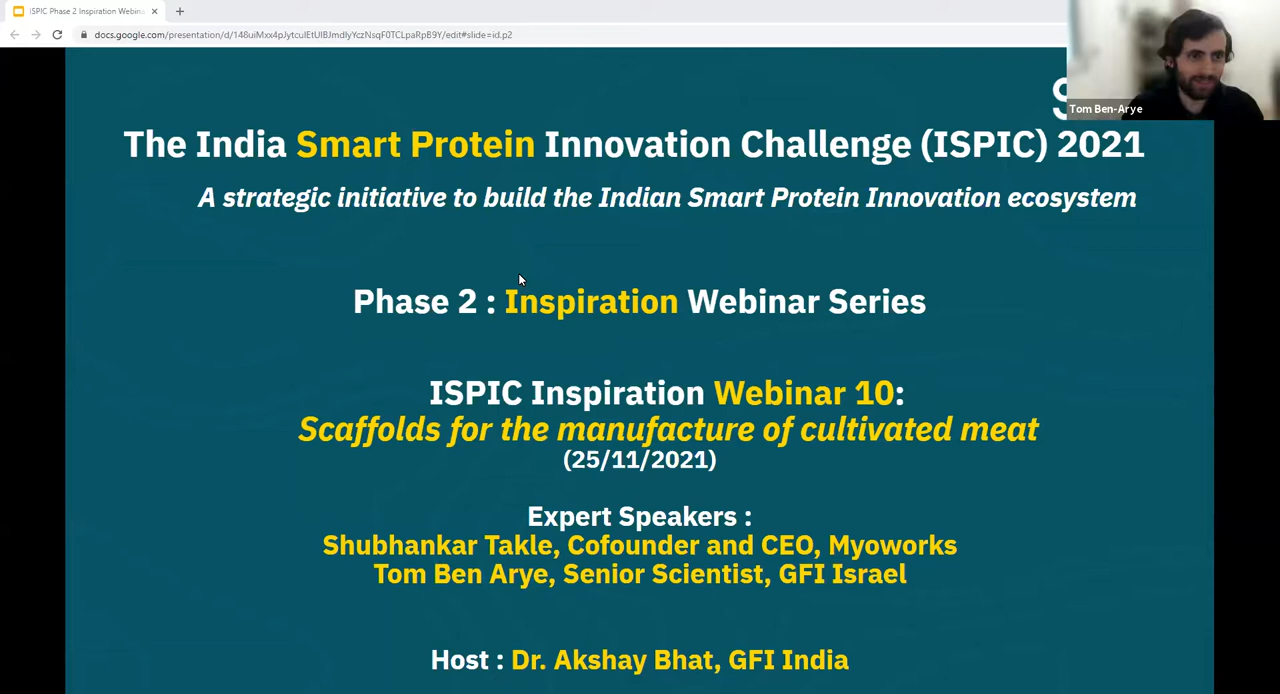 ISPIC Phase 2 Inspiration Webina
docs.google.com/presentation/d/148uiMxx4pJytculEtUIBJmdlyYczNsqF0TCLpaRpB9Y/edit#slide=id.p2
Tom Ben-Arye
The India Smart Protein Innovation Challenge (ISPIC) 2021
A strategic initiative to build the Indian Smart Protein Innovation ecosystem
Phase 2 : Inspiration Webinar Series
ISPIC Inspiration Webinar 10:
Scaffolds for the manufacture of cultivated meat
(25/11/2021)
Expert Speakers :
Shubhankar Takle, Cofounder and CEO, Myoworks
Tom Ben Arye, Senior Scientist, GFI Israel
Host : Dr. Akshay Bhat, GFI India